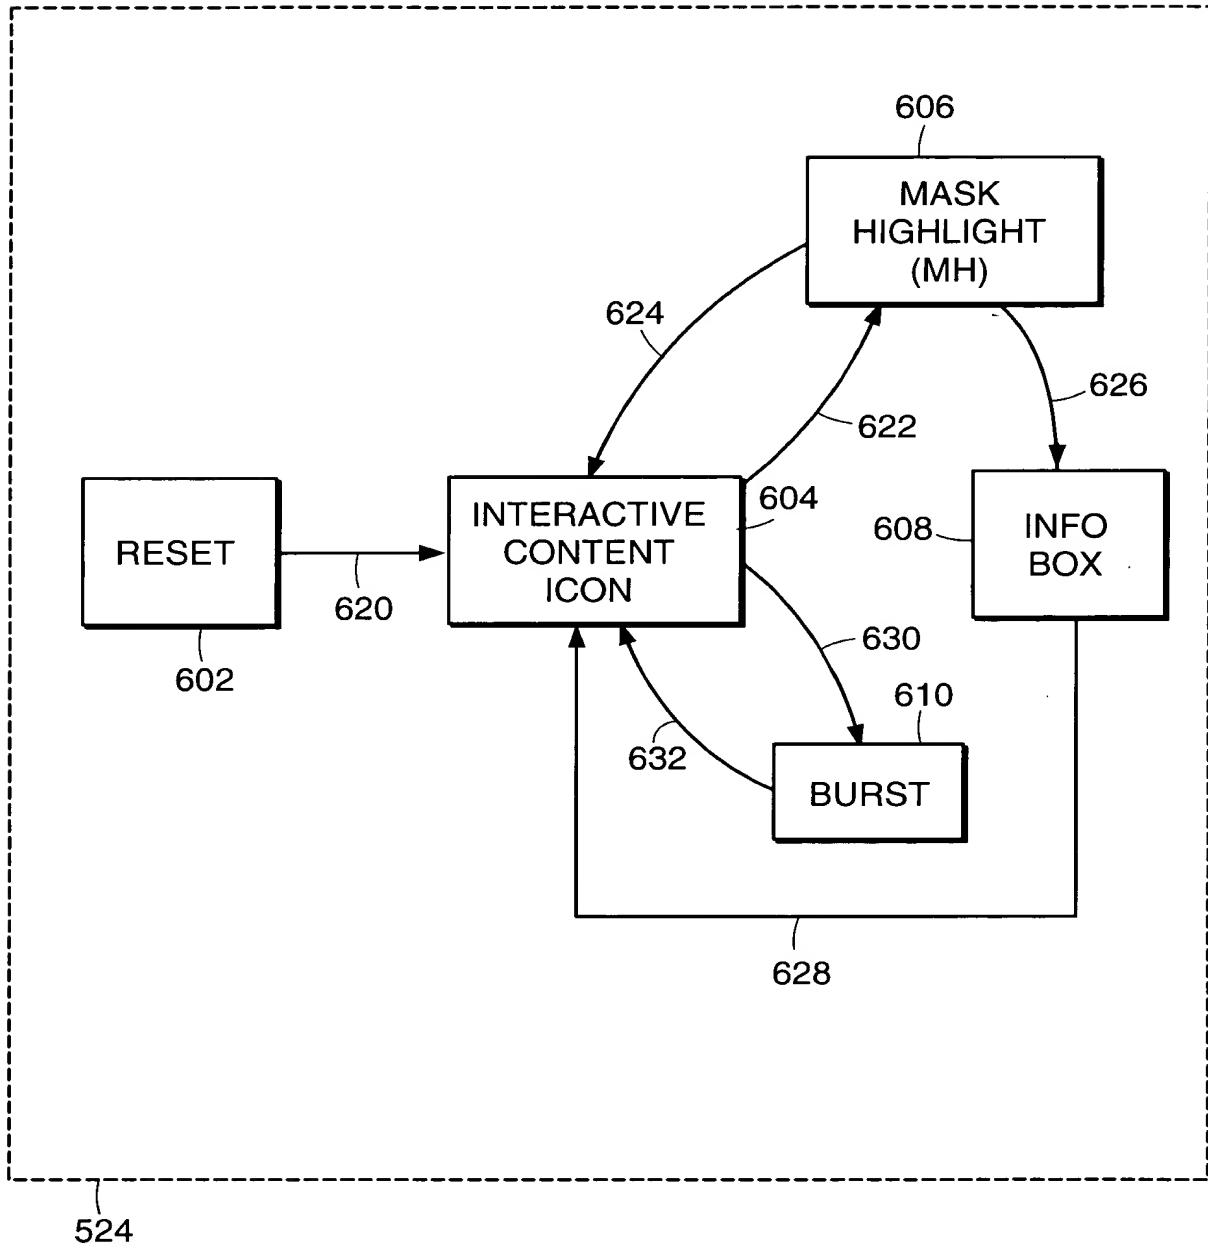 606
MASK
HIGHLIGHT
(MH)
624
626
622
604
INTERACTIVE
CONTENT
ICON
608
INFO
BOX
RESET
620
602
630
610
632
BURST
628
524